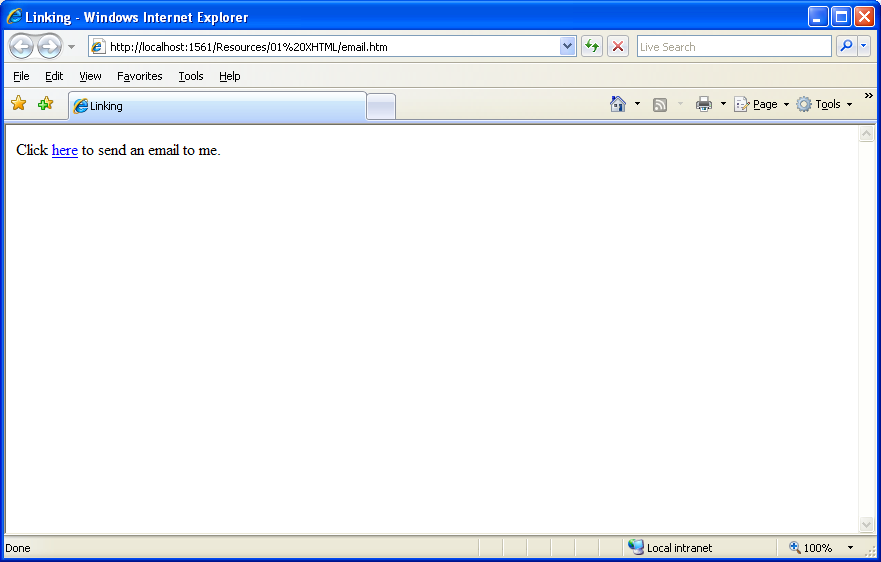 Linking - Windows Internet Explorer
http://localhost:1561/Resources/01%20XHTML/email.htm
Live Search
File Edit View Favorites Tools Help
Linking
Page Tools »
Click here to send an email to me.
Done
Local intranet
100%